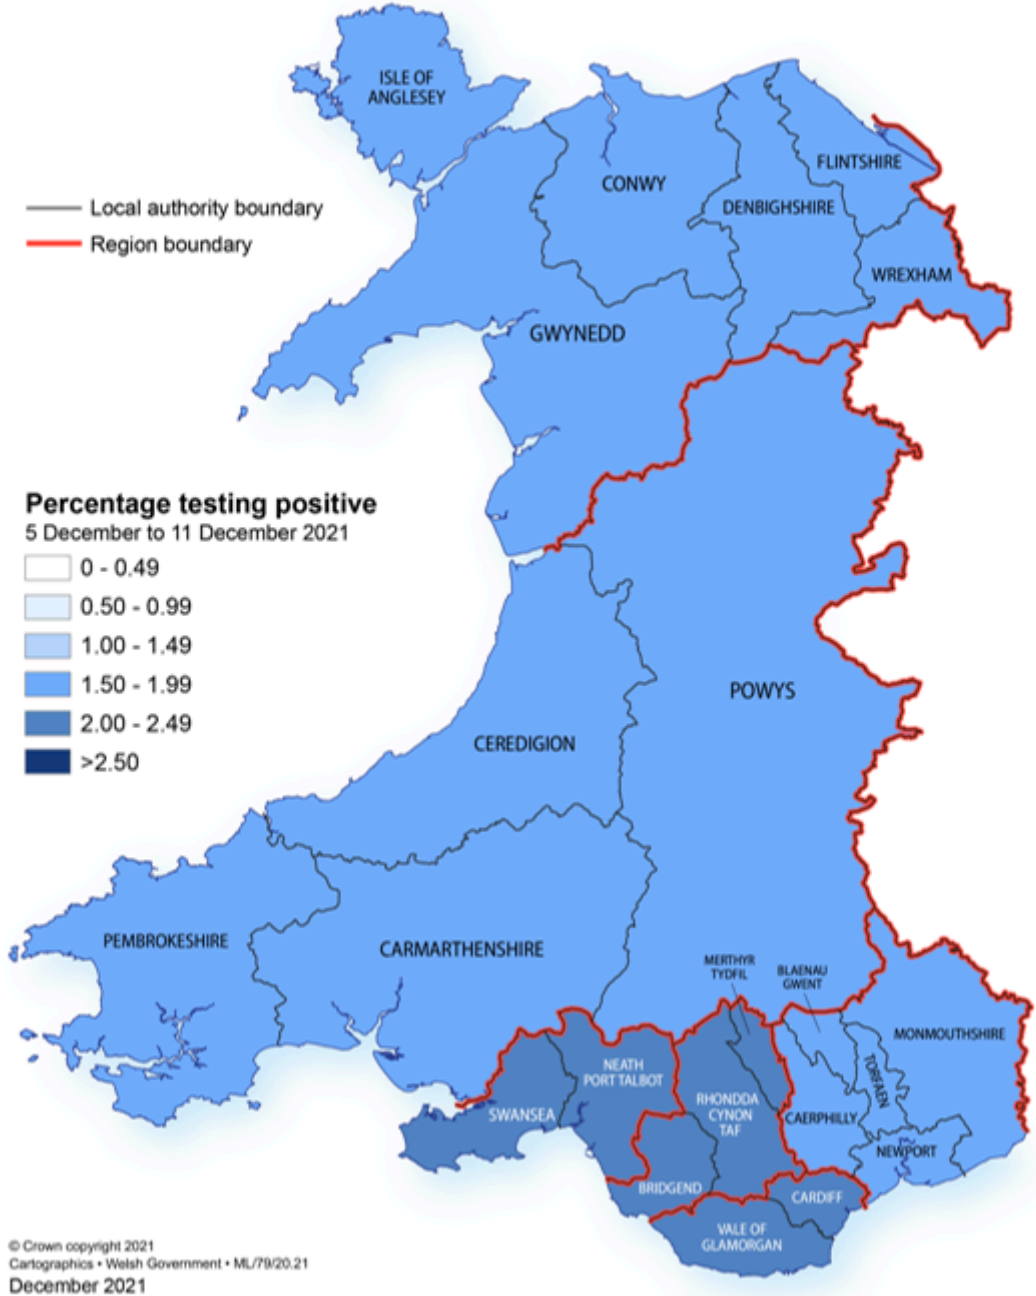 ISLE OF
ANGLESEY
FLINTSHIRE
CONWY
DENBIGHSHIRE
Local authority boundary
Region boundary
WREXHAM
GWYNEDD
Percentage testing positive
5 December to 11 December 2021
0 - 0.49
0.50 - 0.99
1.00 - 1.49
1.50 - 1.99
2.00 - 2.49
>2.50
POWYS
CEREDIGION
PEMBROKESHIRE
CARMARTHENSHIRE
MERTHYR
TYDFIL
BLAENAU
GWENT
MONMOUTHSHIRE
NEATH
PORT TALBOT
TORFAEN
SWANSEA
RHONDDA
CYNON
TAF
CAERPHILLY
NEWPORT
BRIDGEND
CARDIFF
VALE OF
GLAMORGAN
© Crown copyright 2021
Cartographics • Welsh Government • ML/79/20.21
December 2021